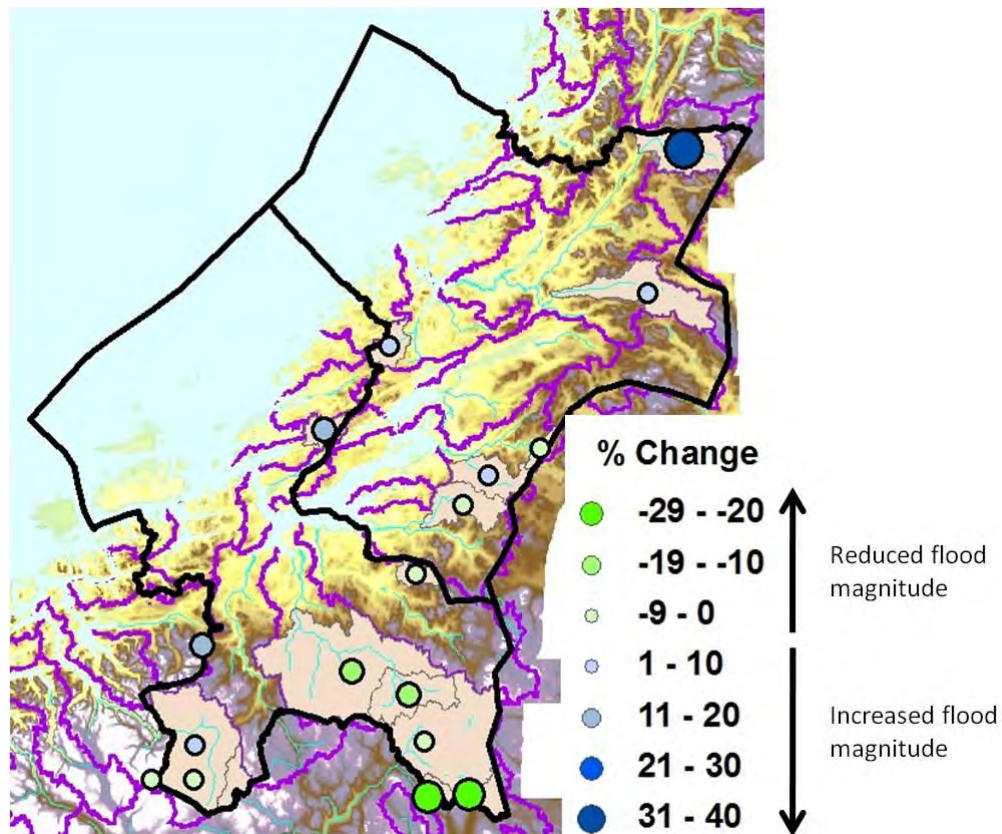 % Change
-29 - -20
-19 - -10
-9 - 0
1 - 10
11 - 20
21 - 30
31 - 40
Reduced flood
magnitude
Increased flood
magnitude